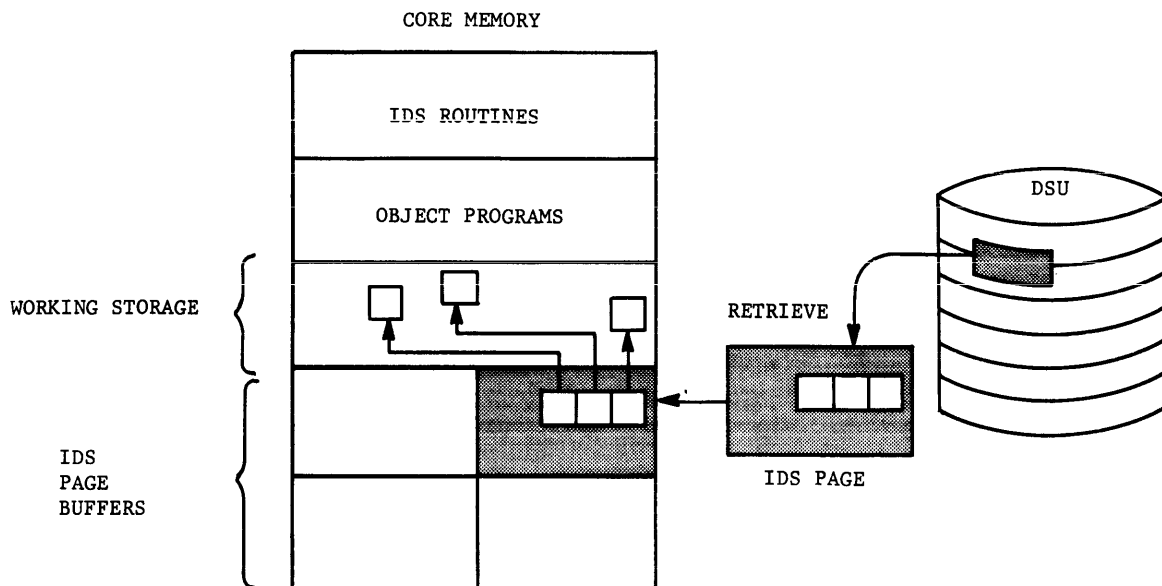 CORE MEMORY
IDS ROUTINES
OBJECT PROGRAMS
WORKING STORAGE
IDS
PAGE
BUFFERS
RETRIEVE
IDS PAGE
DSU